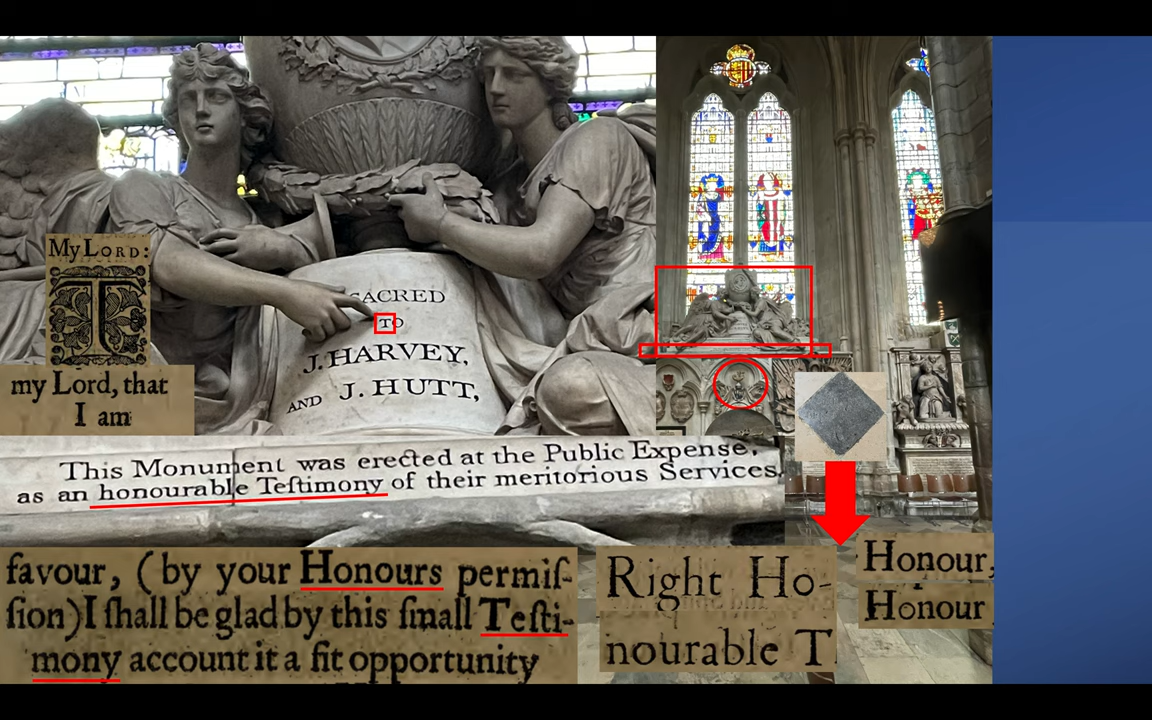 SACRED
TO
J. HARVEY,
AND J. HUTT,
My LORD:
T
my Lord, that
I am
This Monument was erected at the Public Expense,
as an honourable Teſtimony of their meritorious Services.
favour, (by your Honours permiſ-
ſion) I ſhall be glad by this ſmall Teſti-
mony account it a fit opportunity
Right Ho-
nourable T
Honour,
Honour